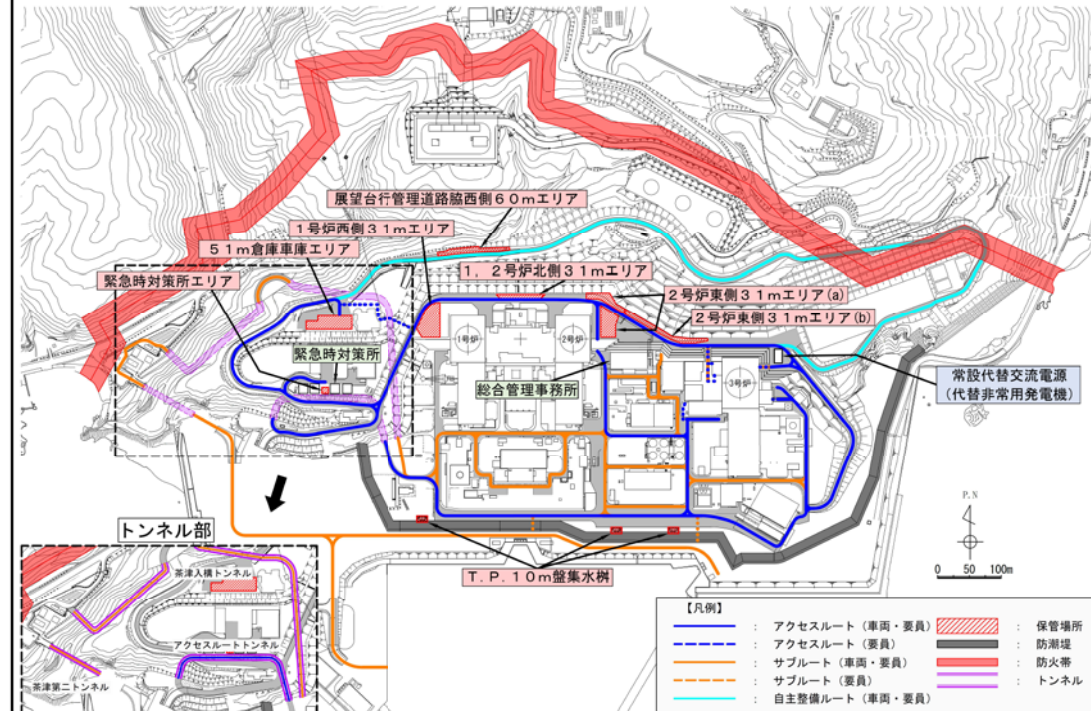 展望台行管理道路脇西側60mエリア
1号炉西側31mエリア
51m倉庫車庫エリア
緊急時対策所エリア
1,2号炉北側31mエリア
2号炉東側31mエリア(a)
2号炉東側31mエリア(b)
緊急時対策所
1号炉
2号炉
3号炉
総合管理事務所
常設代替交流電源
(代替非常用発電機)
T.P.10m盤集水桝
P.N
0 50 100m
トンネル部
茶津入構トンネル
アクセスルートトンネル
茶津第二トンネル
【凡例】
: アクセスルート(車両・要員)
: アクセスルート(要員)
: サブルート(車両・要員)
: サブルート(要員)
: 自主整備ルート(車両・要員)
: 保管場所
: 防潮堤
: 防火帯
: トンネル